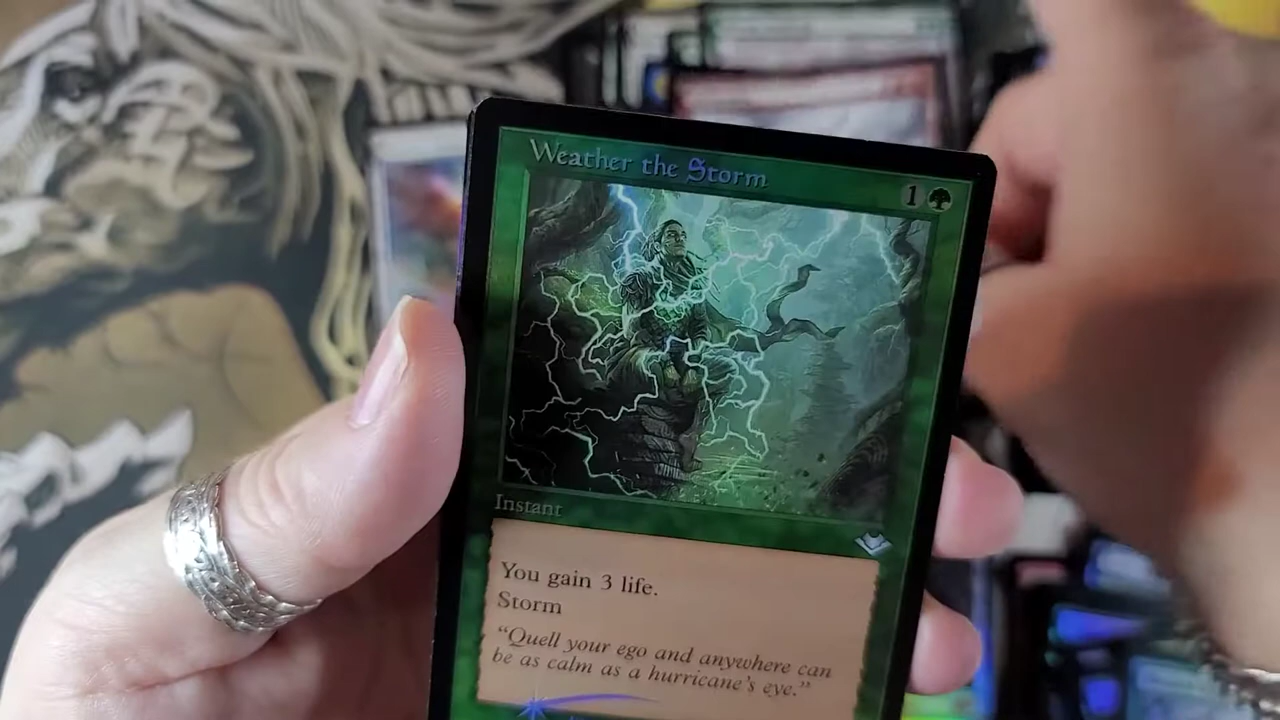 Weather the Storm
1
Instant
You gain 3 life.
Storm
"Quell your ego and anywhere can
be as calm as a hurricane's eye."